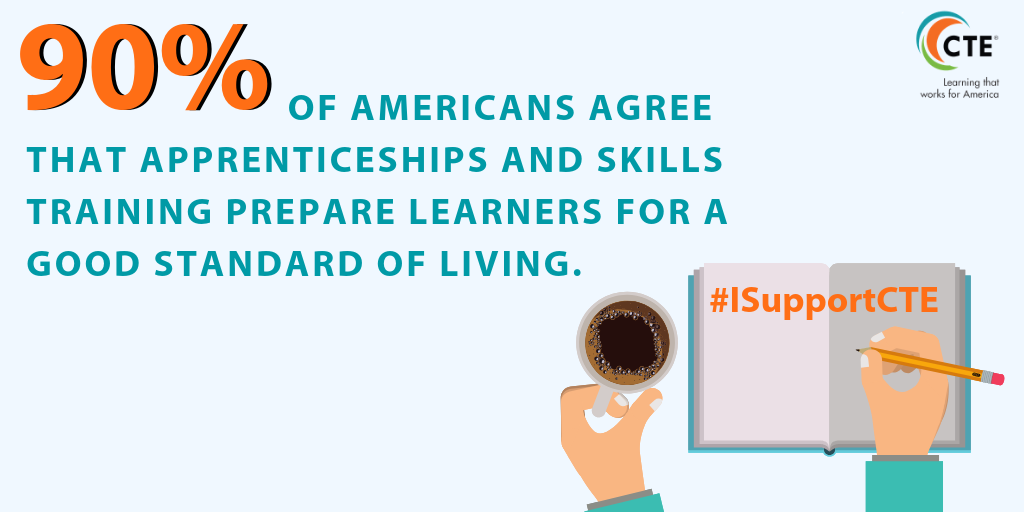 90% OF AMERICANS AGREE
THAT APPRENTICESHIPS AND SKILLS
TRAINING PREPARE LEARNERS FOR A
GOOD STANDARD OF LIVING.
CTE®
Learning that
works for America
#ISupportCTE